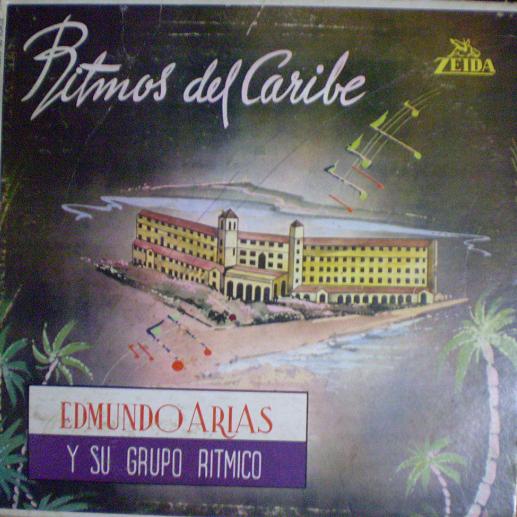 Ritmos del Caribe
ZEIDA
EDMUNDO ARIAS
Y SU GRUPO RITMICO